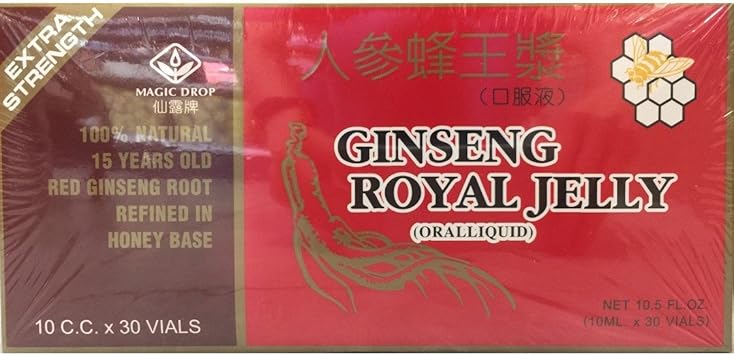 EXTRA
STRENGTH
MAGIC DROP
仙露牌
100% NATURAL
15 YEARS OLD
RED GINSENG ROOT
REFINED IN
HONEY BASE
10 C.C. x 30 VIALS
人參蜂王漿
(口服液)
GINSENG
ROYAL JELLY
(ORALLIQUID)
NET 10.5 FL.OZ.
(10ML. x 30 VIALS)